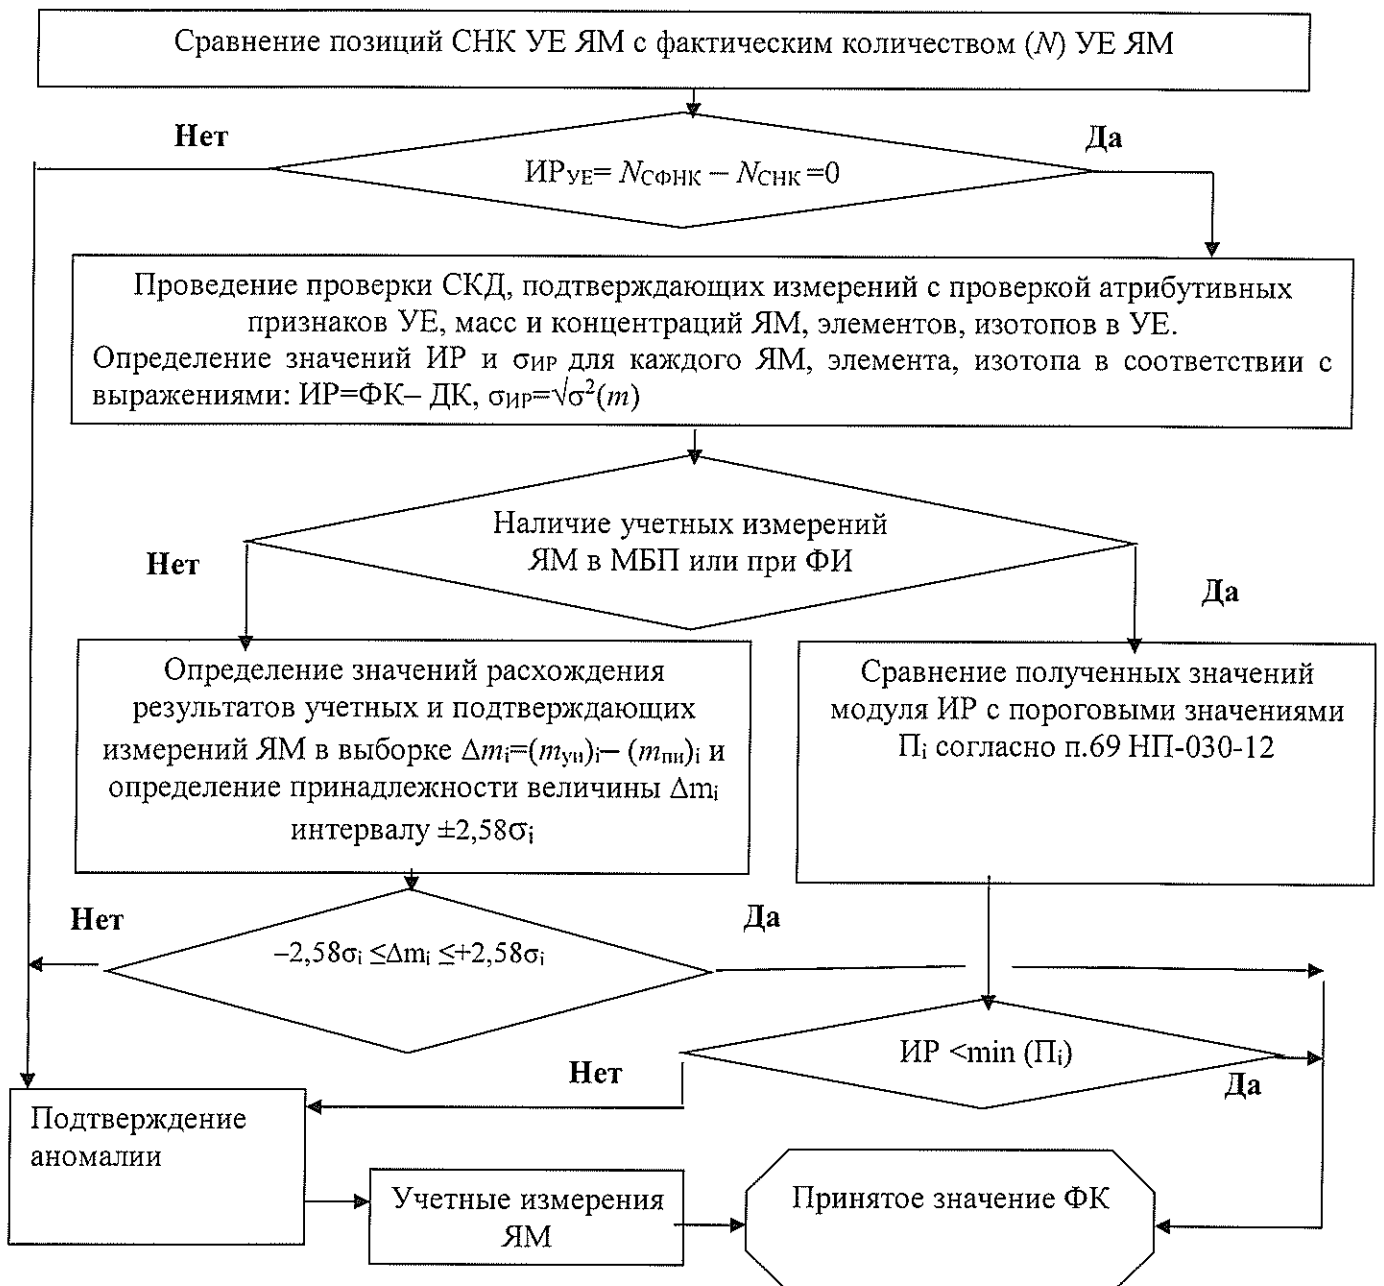 Сравнение позиций СНК УЕ ЯМ с фактическим количеством (N) УЕ ЯМ
Нет
Да
ИРУЕ= NСФНК – NСНК =0
Проведение проверки СКД, подтверждающих измерений с проверкой атрибутивных
признаков УЕ, масс и концентраций ЯМ, элементов, изотопов в УЕ.
Определение значений ИР и σИР для каждого ЯМ, элемента, изотопа в соответствии с
выражениями: ИР=ФК– ДК, σИР=√σ²(m)
Наличие учетных измерений
ЯМ в МБП или при ФИ
Нет
Да
Определение значений расхождения
результатов учетных и подтверждающих
измерений ЯМ в выборке Δmi=(mуи)i– (mпи)i и
определение принадлежности величины Δmi
интервалу ±2,58σi
Сравнение полученных значений
модуля ИР с пороговыми значениями
Пi согласно п.69 НП-030-12
Нет
Да
–2,58σi ≤Δmi ≤+2,58σi
ИР <min (Пi)
Нет
Да
Подтверждение
аномалии
Учетные измерения
ЯМ
Принятое значение ФК